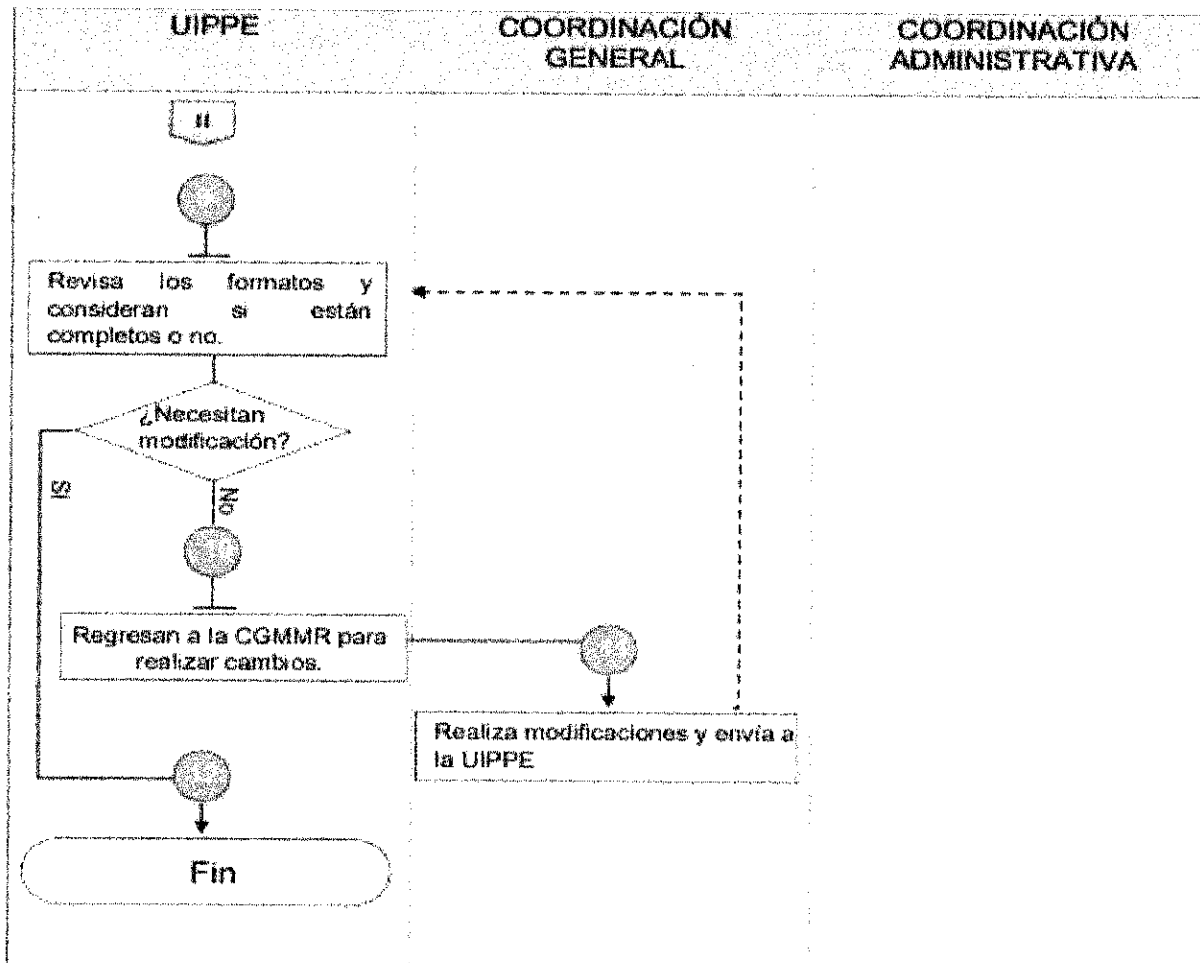 UIPPE
COORDINACIÓN
GENERAL
COORDINACIÓN
ADMINISTRATIVA
II
Revisa los formatos y
consideran si están
completos o no.
¿Necesitan
modificación?
Si
No
Regresan a la CGMMR para
realizar cambios.
Realiza modificaciones y envía a
la UIPPE
Fin